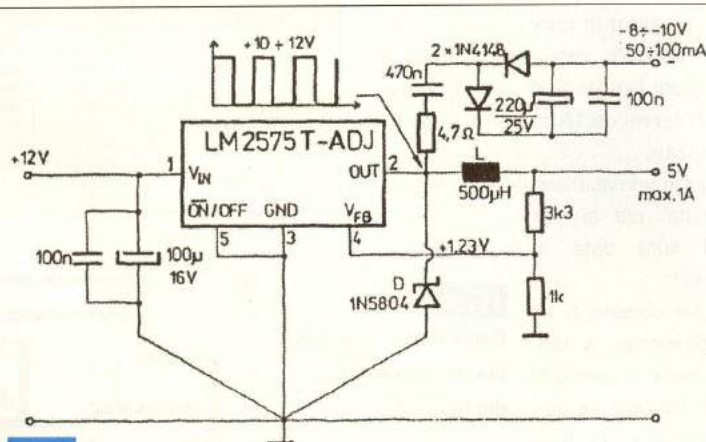 -8÷-10V
50÷100mA
-
+10 ÷ 12V
2×1N4148
470n
220µ
25V
100n
4,7Ω
LM2575T-ADJ
+12V
1
VIN
OUT
2
L
500µH
5V
max.1A
ON/OFF
GND
VFB
3k3
5
3
4
+1.23V
100n
100µ
16V
D
1N5804
1k